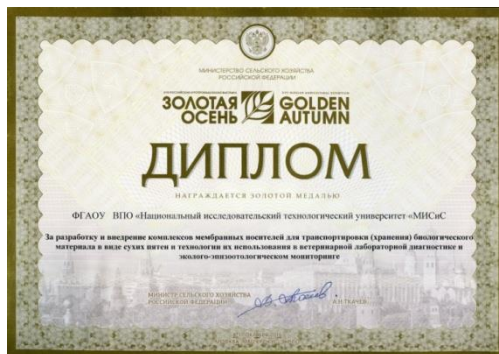 МИНИСТЕРСТВО СЕЛЬСКОГО ХОЗЯЙСТВА
РОССИЙСКОЙ ФЕДЕРАЦИИ
ЗОЛОТАЯ ОСЕНЬ
GOLDEN AUTUMN
ДИПЛОМ
НАГРАЖДАЕТСЯ ЗОЛОТОЙ МЕДАЛЬЮ
ФГАОУ ВПО «Национальный исследовательский технологический университет «МИСиС
За разработку и внедрение комплексов мембранных носителей для транспортировки (хранения) биологического
материала в виде сухих пятен и технологии их использования в ветеринарной лабораторной диагностике и
эколого-эпизоотологическом мониторинге
МИНИСТР СЕЛЬСКОГО ХОЗЯЙСТВА
РОССИЙСКОЙ ФЕДЕРАЦИИ
А.Н.ТКАЧЕВ